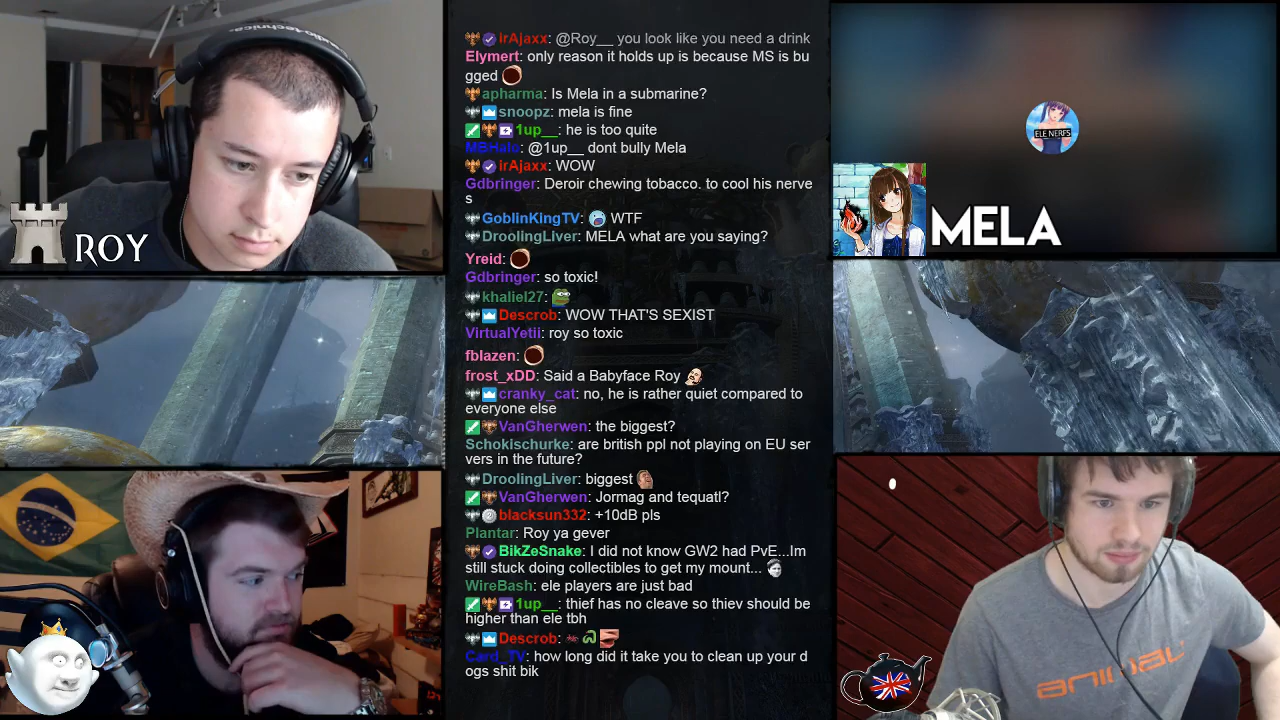 audio-technica.
ROY
irAjaxx: @Roy__ you look like you need a drink
Elymert: only reason it holds up is because MS is bu
gged
apharma: Is Mela in a submarine?
snoopz: mela is fine
1up__: he is too quite
MBHalo: @1up__ dont bully Mela
irAjaxx: WOW
Gdbringer: Deroir chewing tobacco. to cool his nerve
s
GoblinKingTV: WTF
DroolingLiver: MELA what are you saying?
Yreid:
Gdbringer: so toxic!
khaliel27:
Descrob: WOW THAT'S SEXIST
VirtualYetii: roy so toxic
fblazen:
frost_xDD: Said a Babyface Roy
cranky_cat: no, he is rather quiet compared to
everyone else
VanGherwen: the biggest?
Schokischurke: are british ppl not playing on EU ser
vers in the future?
DroolingLiver: biggest
VanGherwen: Jormag and tequatl?
blacksun332: +10dB pls
Plantar: Roy ya gever
BikZeSnake: I did not know GW2 had PvE...Im
still stuck doing collectibles to get my mount...
WireBash: ele players are just bad
1up__: thief has no cleave so thiev should be
higher than ele tbh
Descrob:
Card_TV: how long did it take you to clean up your d
ogs shit bik
ELE NERFS
MELA
ANIMAL